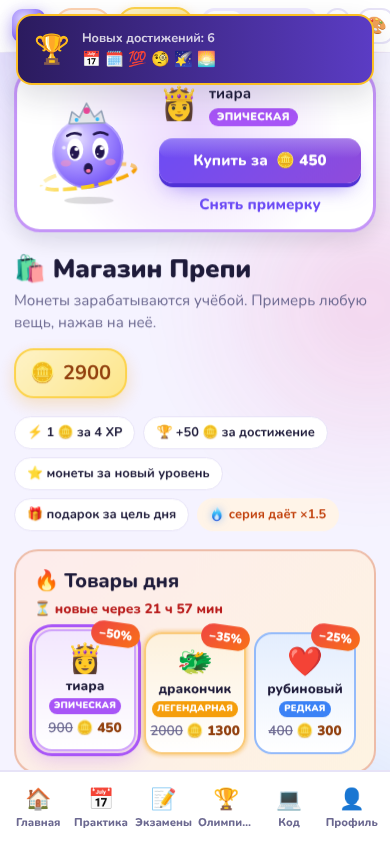 Новых достижений: 6
тиара
ЭПИЧЕСКАЯ
Купить за 450
Снять примерку
Магазин Препи
Монеты зарабатываются учёбой. Примерь любую
вещь, нажав на неё.
2900
1 за 4 XP
+50 за достижение
монеты за новый уровень
подарок за цель дня
серия даёт ×1.5
Товары дня
новые через 21 ч 57 мин
−50%
тиара
ЭПИЧЕСКАЯ
900 450
−35%
дракончик
ЛЕГЕНДАРНАЯ
2000 1300
−25%
рубиновый
РЕДКАЯ
400 300
Главная
Практика
Экзамены
Олимпи...
Код
Профиль